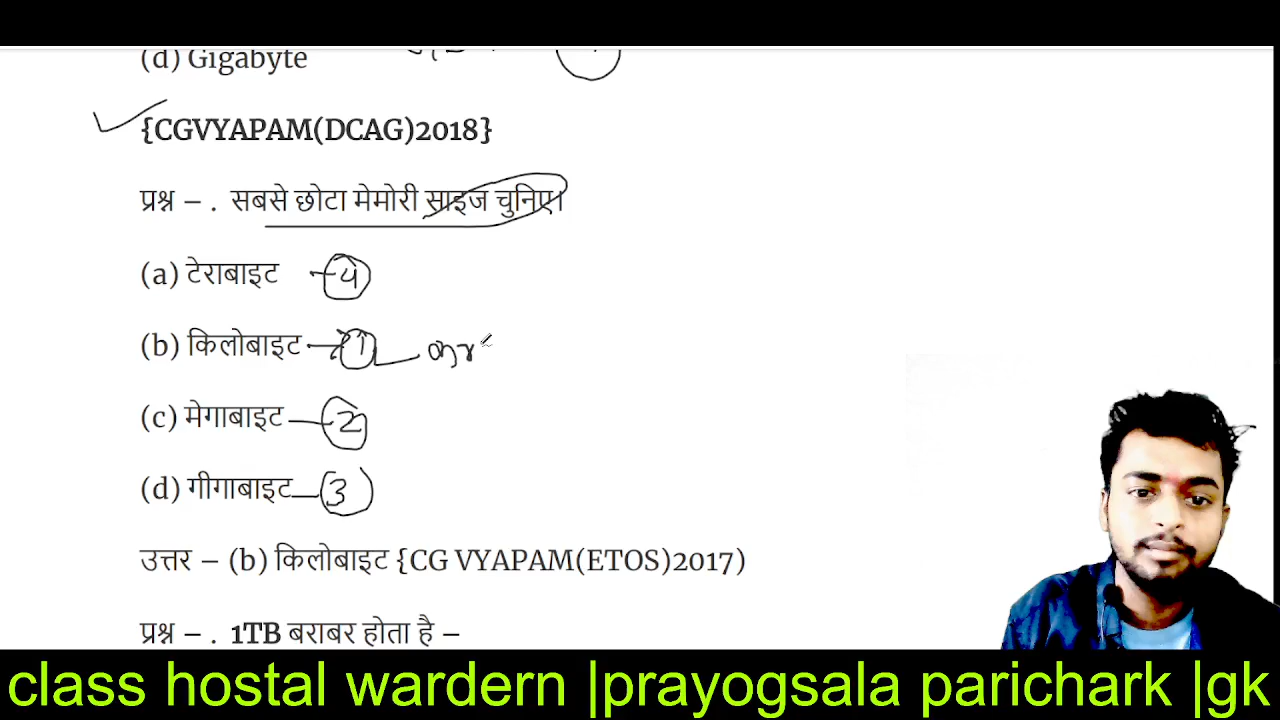 (d) Gigabyte
{CGVYAPAM(DCAG)2018}
प्रश्न – . सबसे छोटा मेमोरी साइज चुनिए।
(a) टेराबाइट – 4
(b) किलोबाइट – 1
(c) मेगाबाइट – 2
(d) गीगाबाइट – 3
उत्तर – (b) किलोबाइट {CG VYAPAM(ETOS)2017)
प्रश्न – . 1TB बराबर होता है –
class hostal wardern |prayogsala parichark |gk